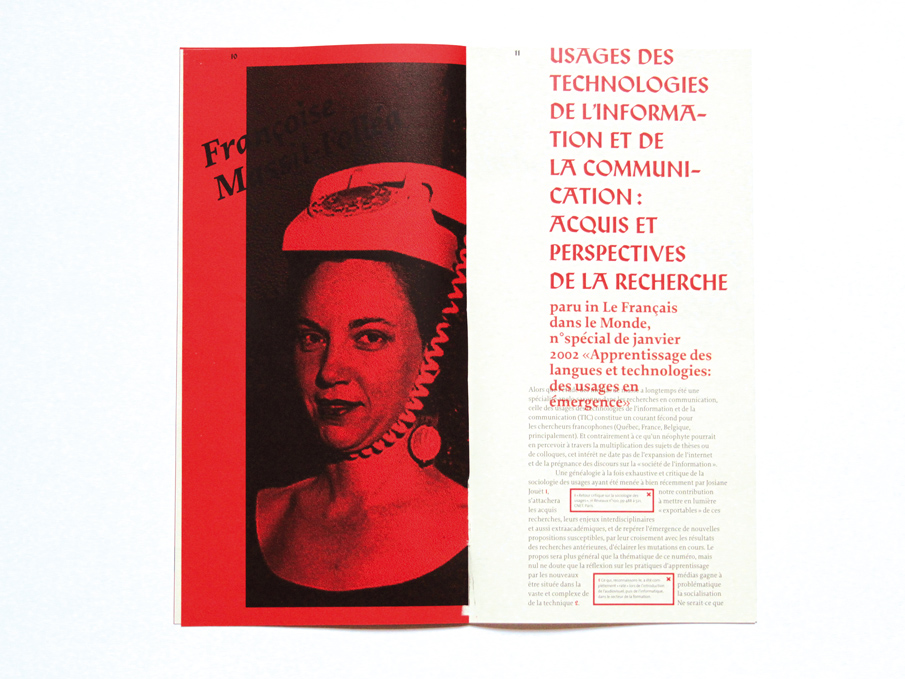 10
Françoise
Massit-Folléa
11
USAGES DES
TECHNOLOGIES
DE L'INFORMA-
TION ET DE
LA COMMUNI-
CATION :
ACQUIS ET
PERSPECTIVES
DE LA RECHERCHE
paru in Le Français
dans le Monde,
n°spécial de janvier
2002 «Apprentissage des
langues et technologies:
des usages en
émergence»
Alors longtemps été une
recherches en communication,
celle des usages des technologies de l'information et de la
communication (TIC) constitue un courant fécond pour
les chercheurs francophones (Québec, France, Belgique,
principalement). Et contrairement à ce qu'un néophyte pourrait
en percevoir à travers la multiplication des sujets de thèses ou
de colloques, cet intérêt ne date pas de l'expansion de l'internet
et de la prégnance des discours sur la « société de l'information ».
Une généalogie à la fois exhaustive et critique de la
sociologie des usages ayant été menée à bien récemment par Josiane
Jouët 1, notre contribution
s'attachera à mettre en lumière
les acquis « exportables » de ces
recherches, leurs enjeux interdisciplinaires
et aussi extraacadémiques, et de repérer l'émergence de nouvelles
propositions susceptibles, par leur croisement avec les résultats
des recherches antérieures, d'éclairer les mutations en cours. Le
propos sera plus général que la thématique de ce numéro, mais
nul ne doute que la réflexion sur les pratiques d'apprentissage
par les nouveaux médias gagne à
être située dans la problématique
vaste et complexe de la socialisation
de la technique Ne serait ce que